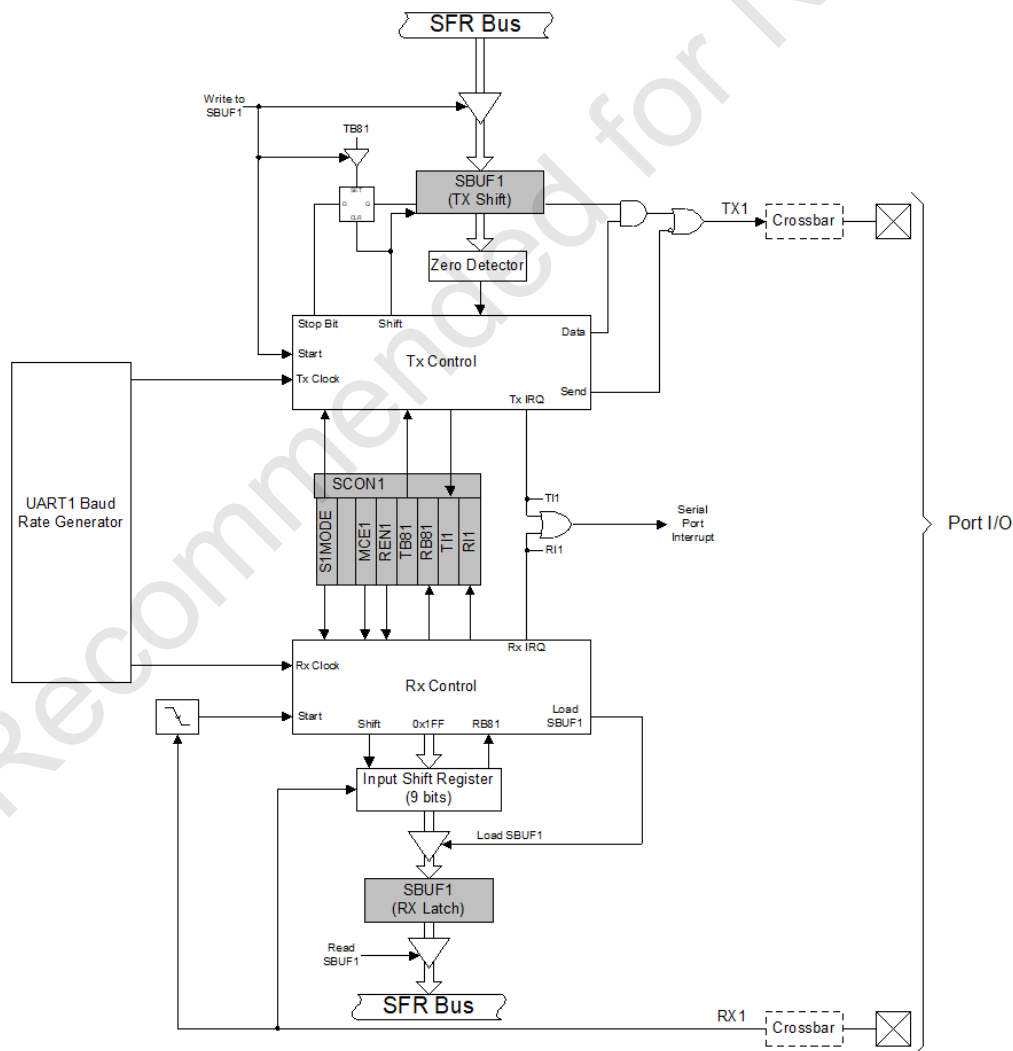 SFR Bus
Write to
SBUF1
TB81
SET
D
Q
CLR
SBUF1
(TX Shift)
TX1
Crossbar
Zero Detector
Stop Bit
Shift
Data
Start
Tx Control
Tx Clock
Send
Tx IRQ
UART1 Baud
Rate Generator
SCON1
S1MODE
MCE1
REN1
TB81
RB81
TI1
RI1
TI1
Serial
Port
Interrupt
RI1
Port I/O
Rx IRQ
Rx Clock
Rx Control
Start
Load
SBUF1
Shift
0x1FF
RB81
Input Shift Register
(9 bits)
Load SBUF1
SBUF1
(RX Latch)
Read
SBUF1
SFR Bus
RX1
Crossbar
Recommended for